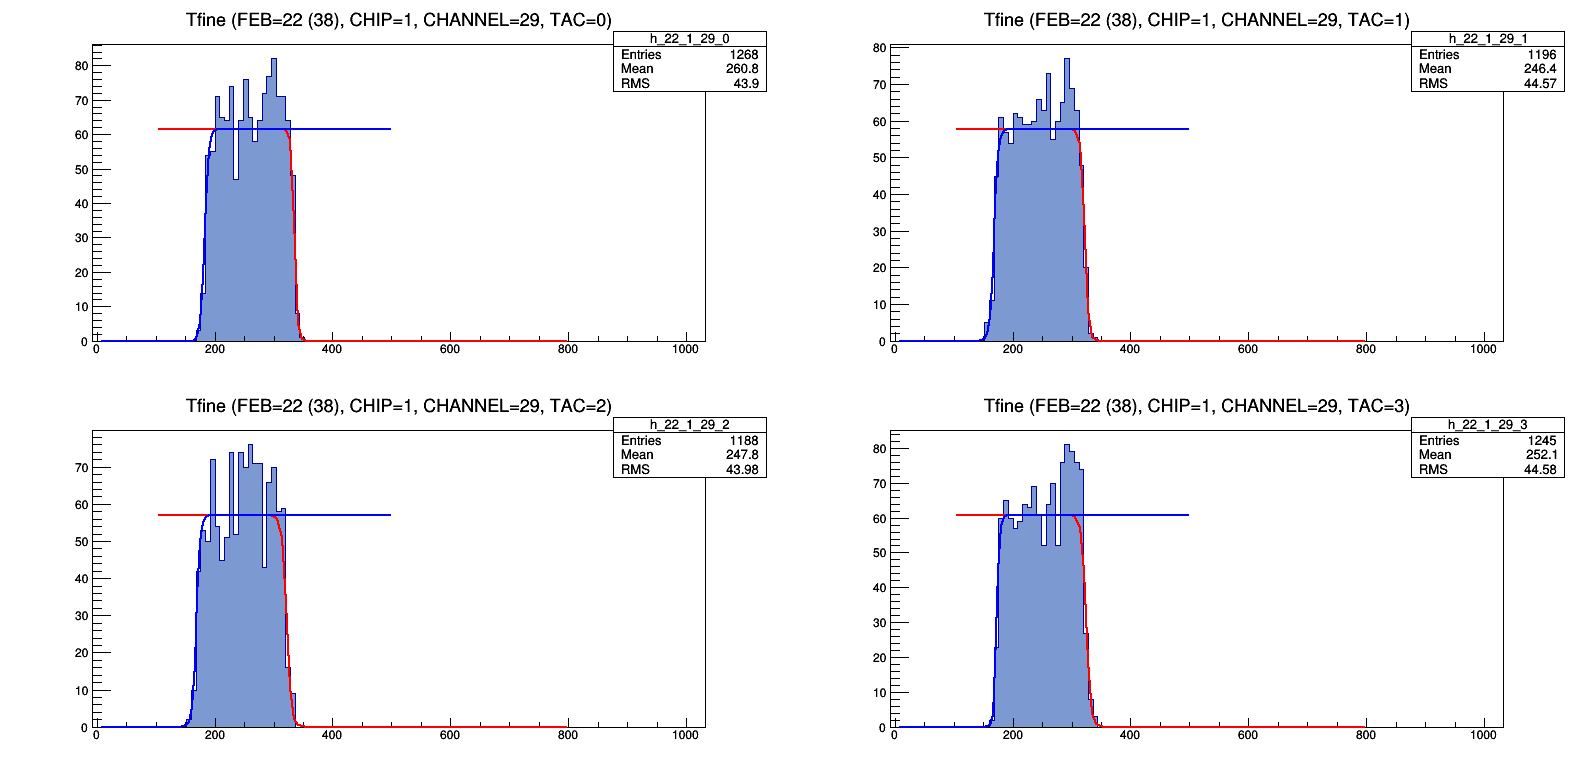 Tfine (FEB=22 (38), CHIP=1, CHANNEL=29, TAC=0)
h_22_1_29_0
Entries 1268
Mean 260.8
RMS 43.9
80
70
60
50
40
30
20
10
0
0 200 400 600 800 1000
Tfine (FEB=22 (38), CHIP=1, CHANNEL=29, TAC=1)
h_22_1_29_1
Entries 1196
Mean 246.4
RMS 44.57
80
70
60
50
40
30
20
10
0
0 200 400 600 800 1000
Tfine (FEB=22 (38), CHIP=1, CHANNEL=29, TAC=2)
h_22_1_29_2
Entries 1188
Mean 247.8
RMS 43.98
70
60
50
40
30
20
10
0
0 200 400 600 800 1000
Tfine (FEB=22 (38), CHIP=1, CHANNEL=29, TAC=3)
h_22_1_29_3
Entries 1245
Mean 252.1
RMS 44.58
80
70
60
50
40
30
20
10
0
0 200 400 600 800 1000